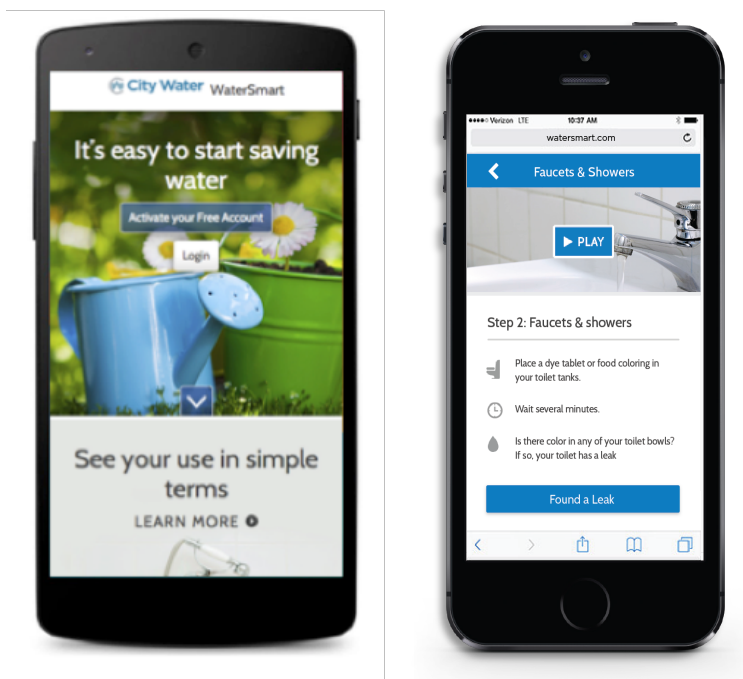 City Water WaterSmart
It's easy to start saving
water
Activate your Free Account
Login
See your use in simple
terms
LEARN MORE
Verizon LTE 10:37 AM
watersmart.com
Faucets & Showers
PLAY
Step 2: Faucets & showers
Place a dye tablet or food coloring in
your toilet tanks.
Wait several minutes.
Is there color in any of your toilet bowls?
If so, your toilet has a leak
Found a Leak